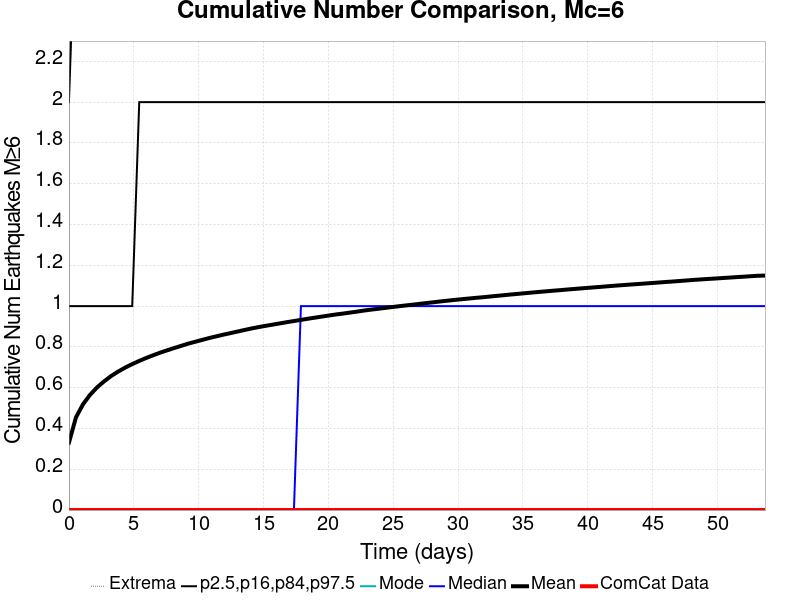 Cumulative Number Comparison, Mc=6
Cumulative Num Earthquakes M≥6
2.2
2
1.8
1.6
1.4
1.2
1
0.8
0.6
0.4
0.2
0
0 5 10 15 20 25 30 35 40 45 50
Time (days)
Extrema p2.5,p16,p84,p97.5 Mode Median Mean ComCat Data